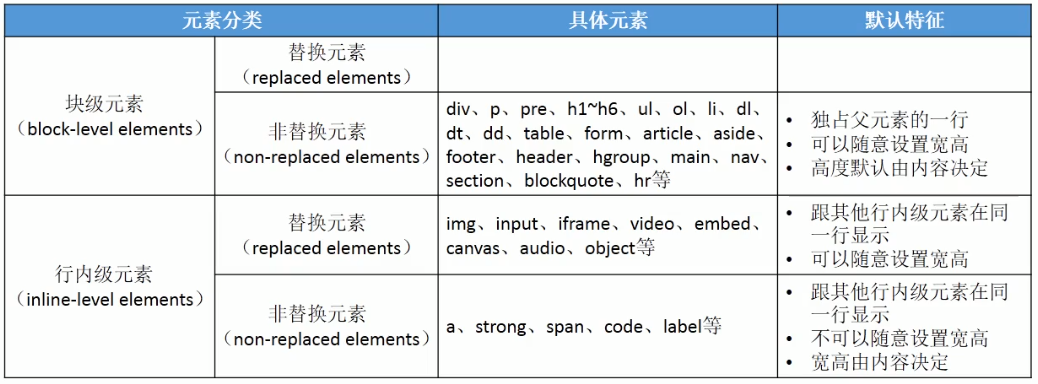 元素分类
具体元素
默认特征
块级元素
（block-level elements）
替换元素
（replaced elements）
非替换元素
（non-replaced elements）
div、p、pre、h1~h6、ul、ol、li、dl、
dt、dd、table、form、article、aside、
footer、header、hgroup、main、nav、
section、blockquote、hr等
• 独占父元素的一行
• 可以随意设置宽高
• 高度默认由内容决定
行内级元素
（inline-level elements）
替换元素
（replaced elements）
img、input、iframe、video、embed、
canvas、audio、object等
• 跟其他行内级元素在同
一行显示
• 可以随意设置宽高
非替换元素
（non-replaced elements）
a、strong、span、code、label等
• 跟其他行内级元素在同
一行显示
• 不可以随意设置宽高
• 宽高由内容决定